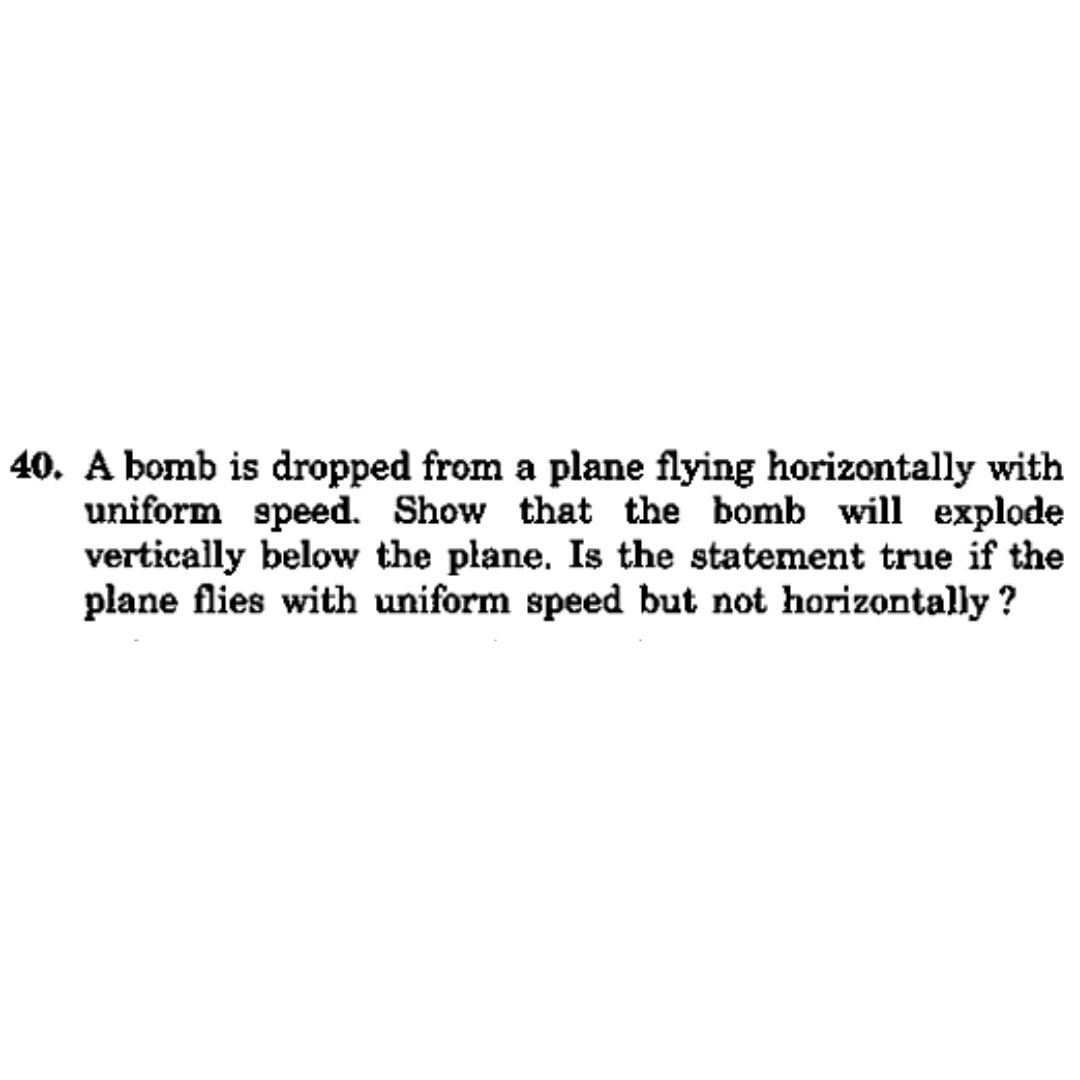 40. A bomb is dropped from a plane flying horizontally with
uniform speed. Show that the bomb will explode
vertically below the plane. Is the statement true if the
plane flies with uniform speed but not horizontally ?